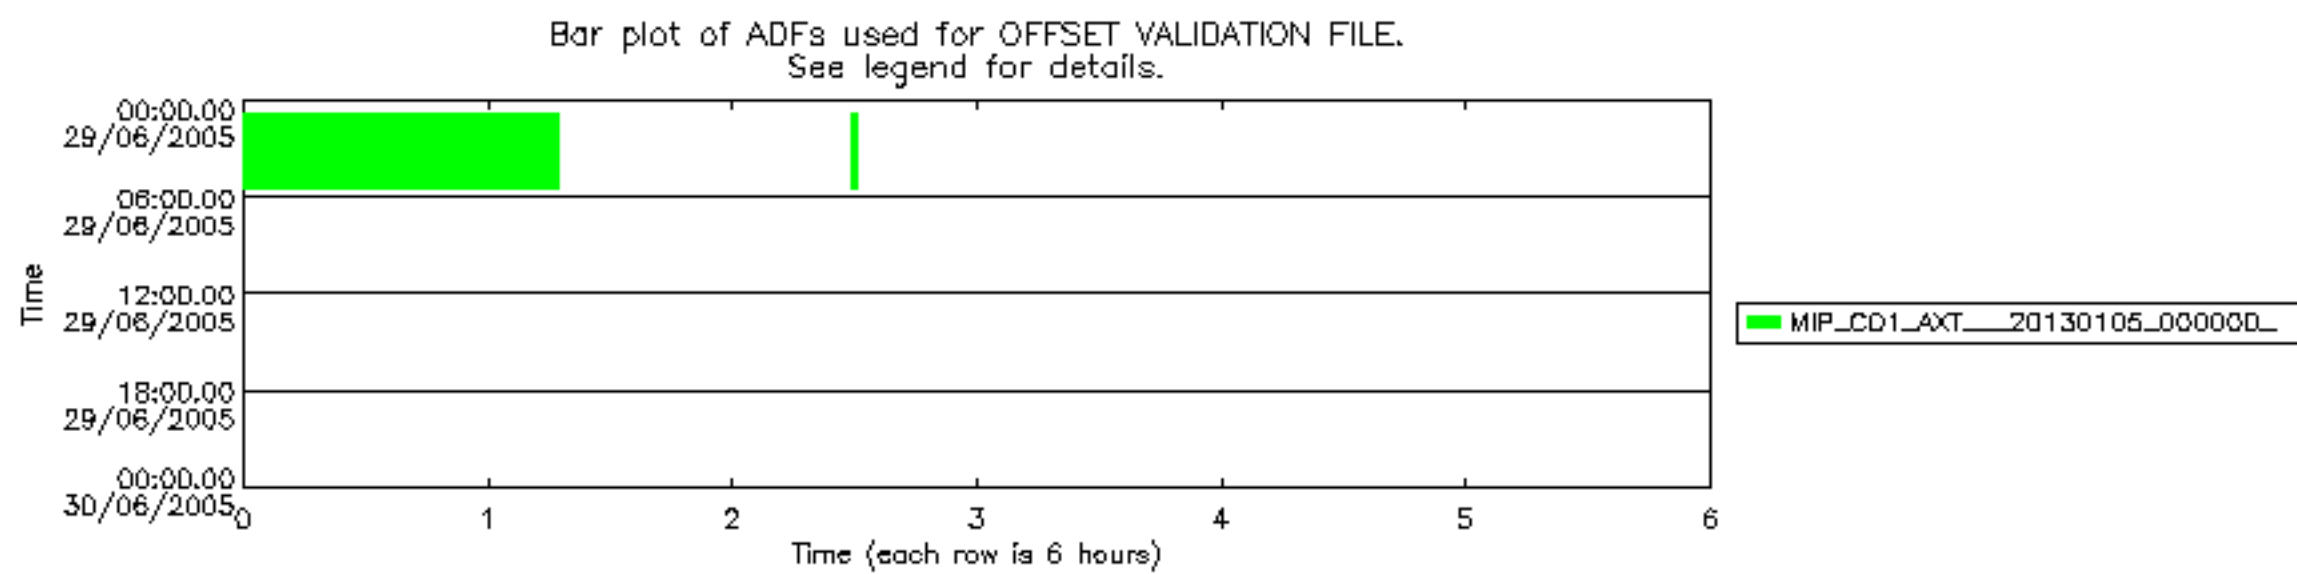 Bar plot of ADFs used for OFFSET VALIDATION FILE.
See legend for details.
00:00.00
29/06/2005
06:00.00
29/06/2005
Time
12:00.00
29/06/2005
MIP_CO1_AXT___20130105_000000_
18:00.00
29/06/2005
00:00.00
30/06/2005
0 1 2 3 4 5 6
Time (each row is 6 hours)